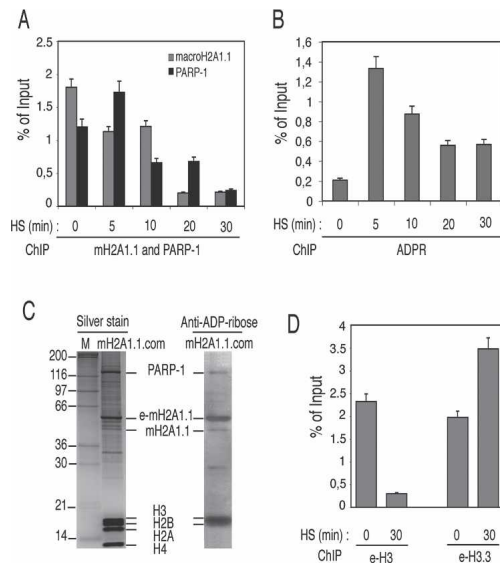 A
2.5
2
1.5
1
0,5
0
% of Input
macroH2A1.1
PARP-1
HS (min) : 0 5 10 20 30
ChIP mH2A1.1 and PARP-1
B
1,6
1,4
1,2
1,0
0,8
0,6
0,4
0,2
0
% of Input
HS (min) : 0 5 10 20 30
ChIP ADPR
C
Silver stain
M mH2A1.1.com
Anti-ADP-ribose
mH2A1.1.com
200
116
97
66
36
30
21
14
PARP-1
e-mH2A1.1
mH2A1.1
H3
H2B
H2A
H4
D
4
3.5
3
2.5
2
1.5
1
0,5
0
% of Input
HS (min) : 0 30 0 30
ChIP e-H3 e-H3.3